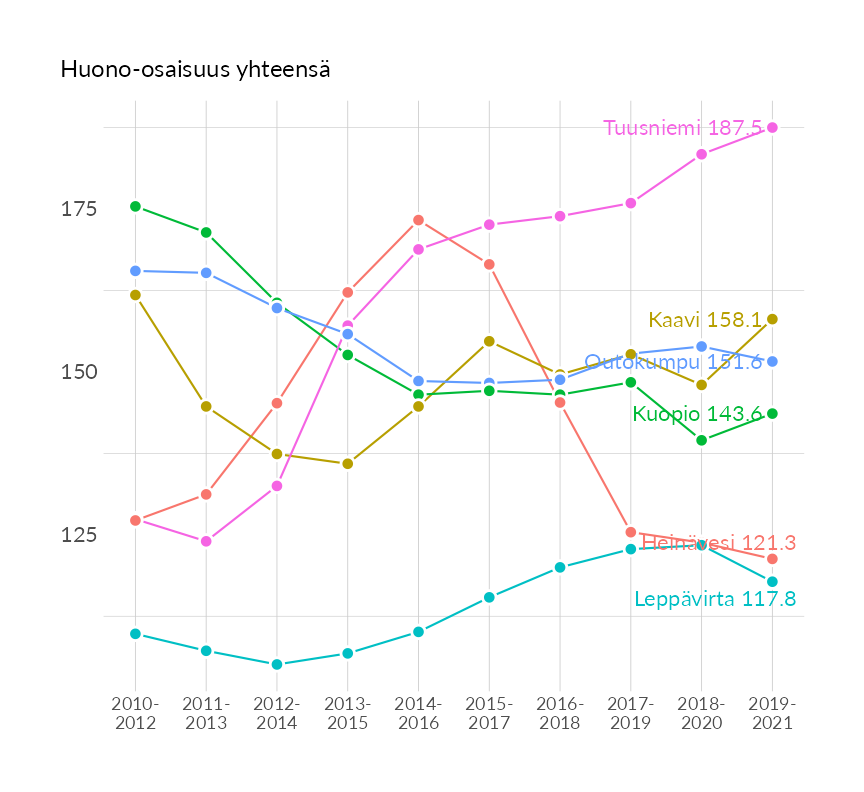 Huono-osaisuus yhteensä
Tuusniemi 187.5
175
Kaavi 158.1
Outokumpu 151.6
150
Kuopio 143.6
125
Heinävesi 121.3
Leppävirta 117.8
2010- 2011- 2012- 2013- 2014- 2015- 2016- 2017- 2018- 2019-
2012 2013 2014 2015 2016 2017 2018 2019 2020 2021